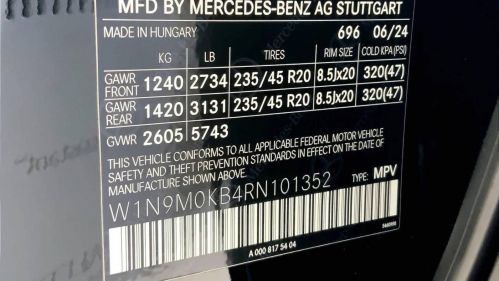 MFD BY MERCEDES-BENZ AG STUTTGART
MADE IN HUNGARY 696 06/24
KG LB TIRES RIM SIZE COLD KPA (PSI)
GAWR FRONT 1240 2734 235/45 R20 8.5Jx20 320(47)
GAWR REAR 1420 3131 235/45 R20 8.5Jx20 320(47)
GVWR 2605 5743
THIS VEHICLE CONFORMS TO ALL APPLICABLE FEDERAL MOTOR VEHICLE
SAFETY AND THEFT PREVENTION STANDARDS IN EFFECT ON THE DATE OF
MANUFACTURE SHOWN ABOVE. TYPE: MPV
W1N9M0KB4RN101352
A 000 817 54 04